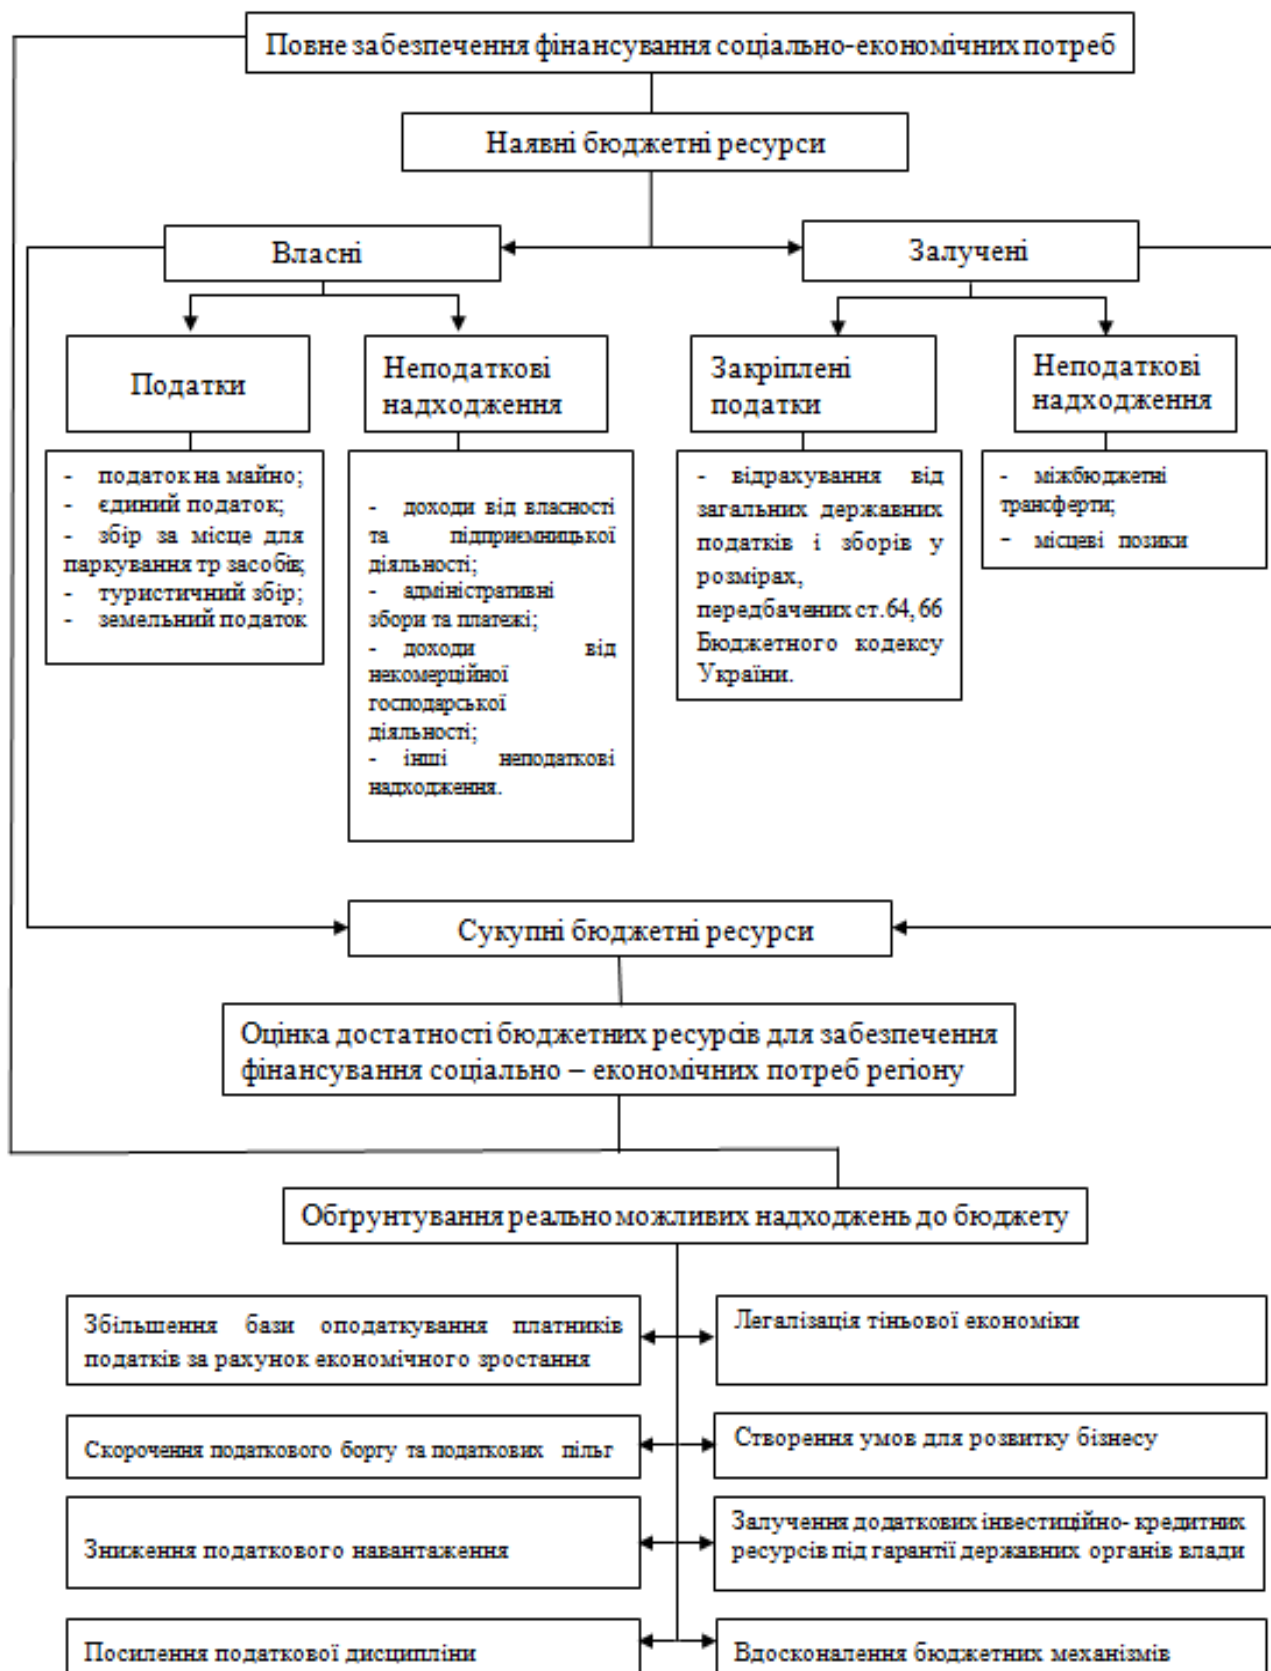 Повне забезпечення фінансування соціально-економічних потреб
Наявні бюджетні ресурси
Власні
Залучені
Податки
Неподаткові
надходження
Закріплені
податки
Неподаткові
надходження
- податок на майно;
- єдиний податок;
- збір за місце для
паркування тр засобів;
- туристичний збір;
- земельний податок
- доходи від власності
та підприємницької
діяльності;
- адміністративні
збори та платежі;
- доходи від
некомерційної
господарської
діяльності;
- інші неподаткові
надходження.
- відрахування від
загальних державних
податків і зборів у
розмірах,
передбачених ст.64, 66
Бюджетного кодексу
України.
- міжбюджетні
трансферти;
– місцеві позики
Сукупні бюджетні ресурси
Оцінка достатності бюджетних ресурсів для забезпечення
фінансування соціально – економічних потреб регіону
Обґрунтування реально можливих надходжень до бюджету
Збільшення бази оподаткування платників
податків за рахунок економічного зростання
Легалізація тіньової економіки
Скорочення податкового боргу та податкових пільг
Створення умов для розвитку бізнесу
Зниження податкового навантаження
Залучення додаткових інвестиційно- кредитних
ресурсів під гарантії державних органів влади
Посилення податкової дисципліни
Вдосконалення бюджетних механізмів